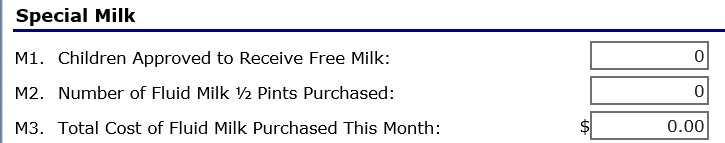 Special Milk
M1. Children Approved to Receive Free Milk: 0
M2. Number of Fluid Milk ½ Pints Purchased: 0
M3. Total Cost of Fluid Milk Purchased This Month: $ 0.00